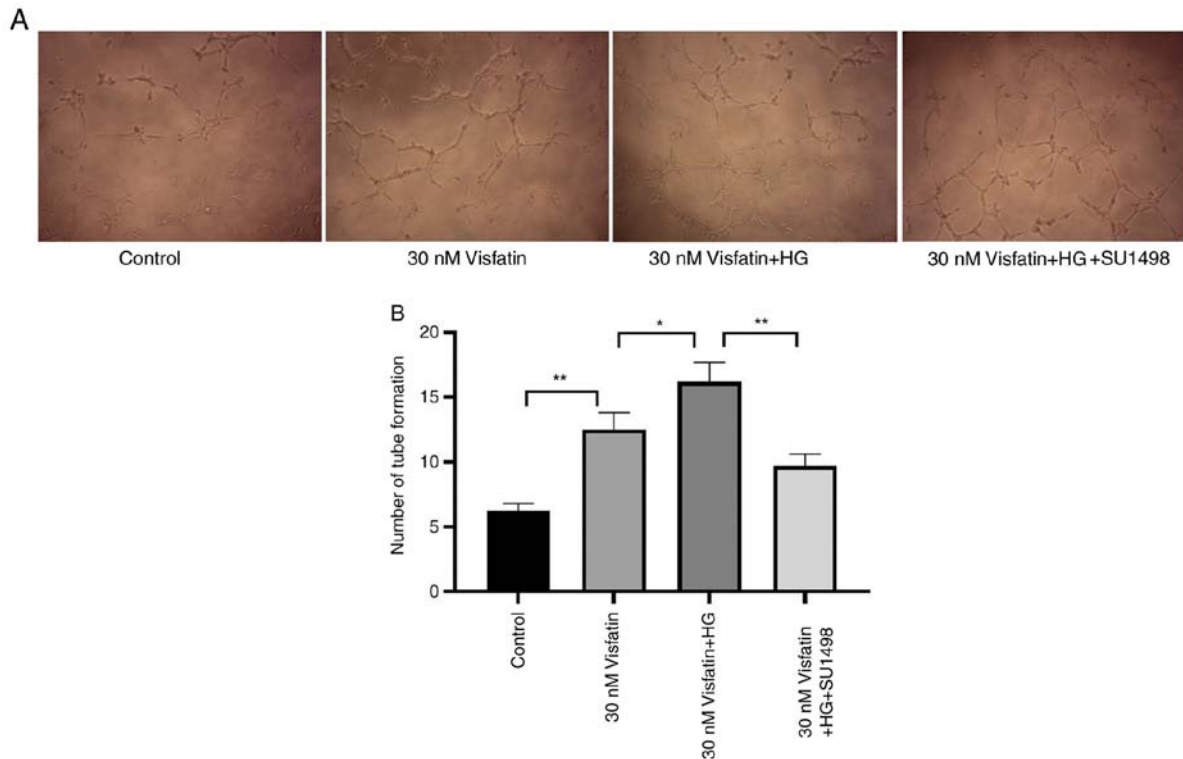 A
Control
30 nM Visfatin
30 nM Visfatin+HG
30 nM Visfatin+HG +SU1498
B
Number of tube formation
20
15
10
5
0
**
*
**
Control
30 nM Visfatin
30 nM Visfatin+HG
30 nM Visfatin
+HG+SU1498